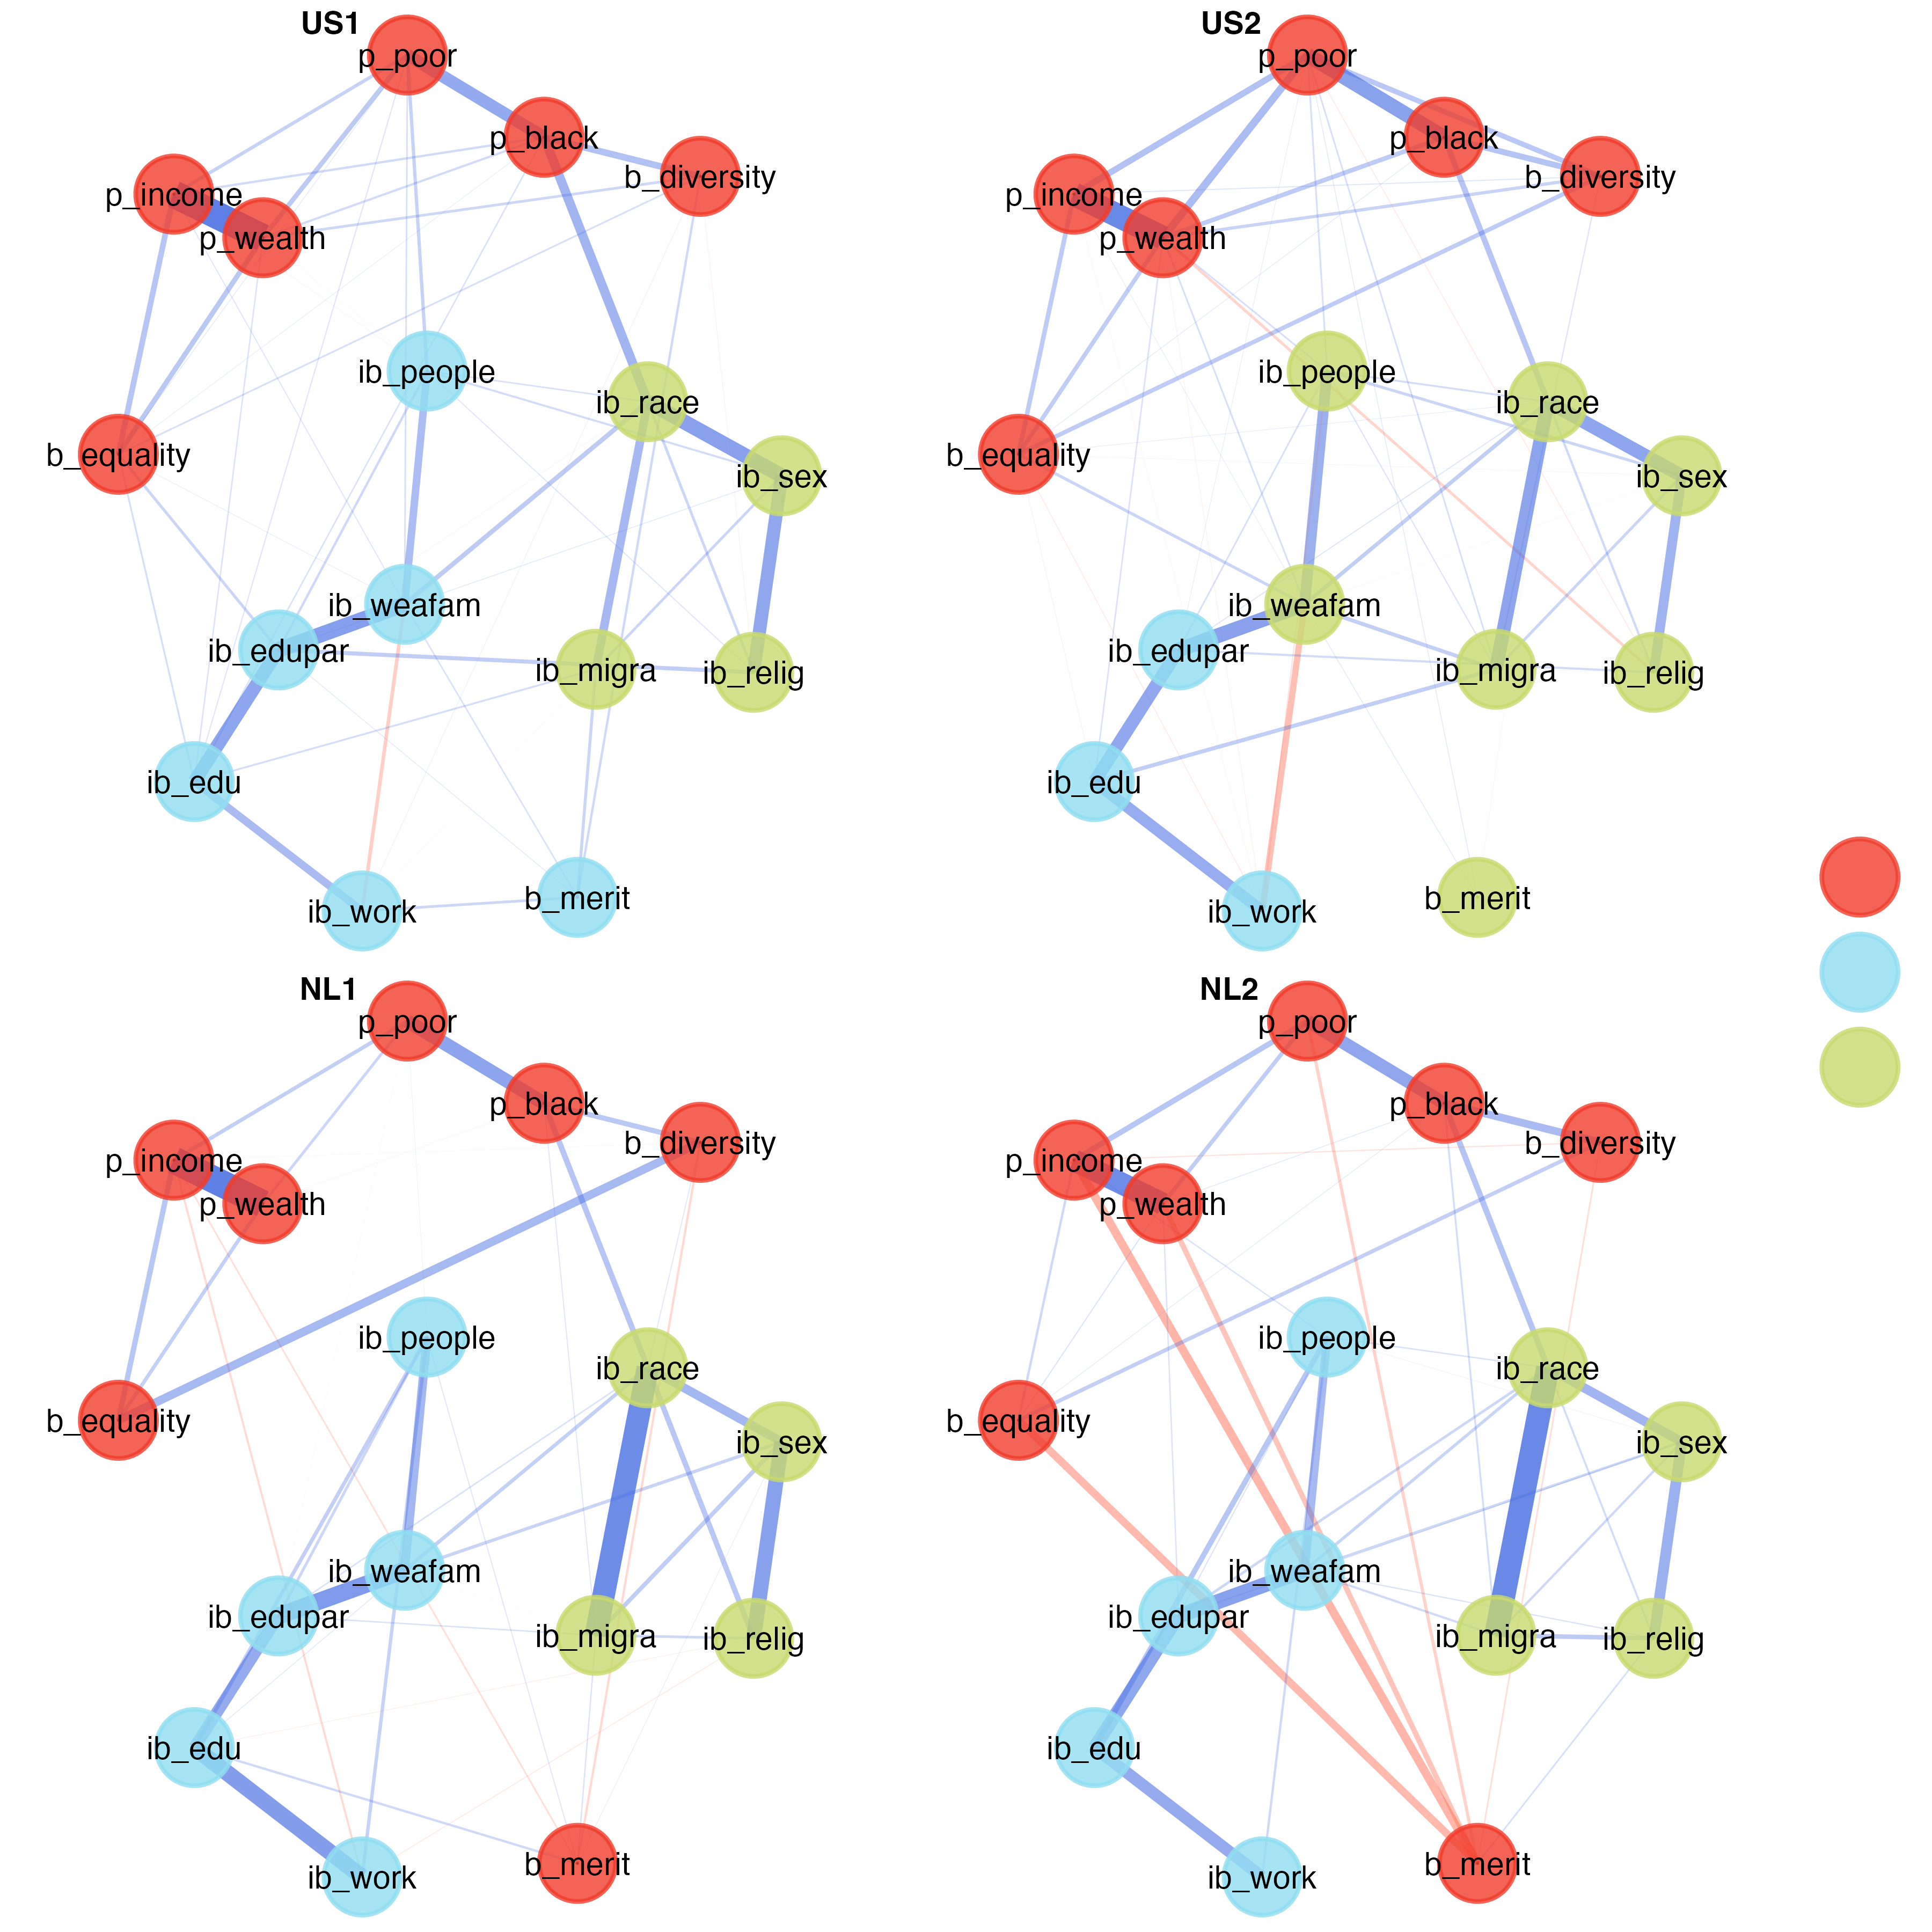 US1
p_poor
p_black
b_diversity
p_income
p_wealth
ib_people
ib_race
b_equality
ib_sex
ib_weafam
ib_edupar
ib_migra
ib_relig
ib_edu
ib_work
b_merit
US2
p_poor
p_black
b_diversity
p_income
p_wealth
ib_people
ib_race
b_equality
ib_sex
ib_weafam
ib_edupar
ib_migra
ib_relig
ib_edu
ib_work
b_merit
NL1
p_poor
p_black
b_diversity
p_income
p_wealth
ib_people
ib_race
b_equality
ib_sex
ib_weafam
ib_edupar
ib_migra
ib_relig
ib_edu
ib_work
b_merit
NL2
p_poor
p_black
b_diversity
p_income
p_wealth
ib_people
ib_race
b_equality
ib_sex
ib_weafam
ib_edupar
ib_migra
ib_relig
ib_edu
ib_work
b_merit